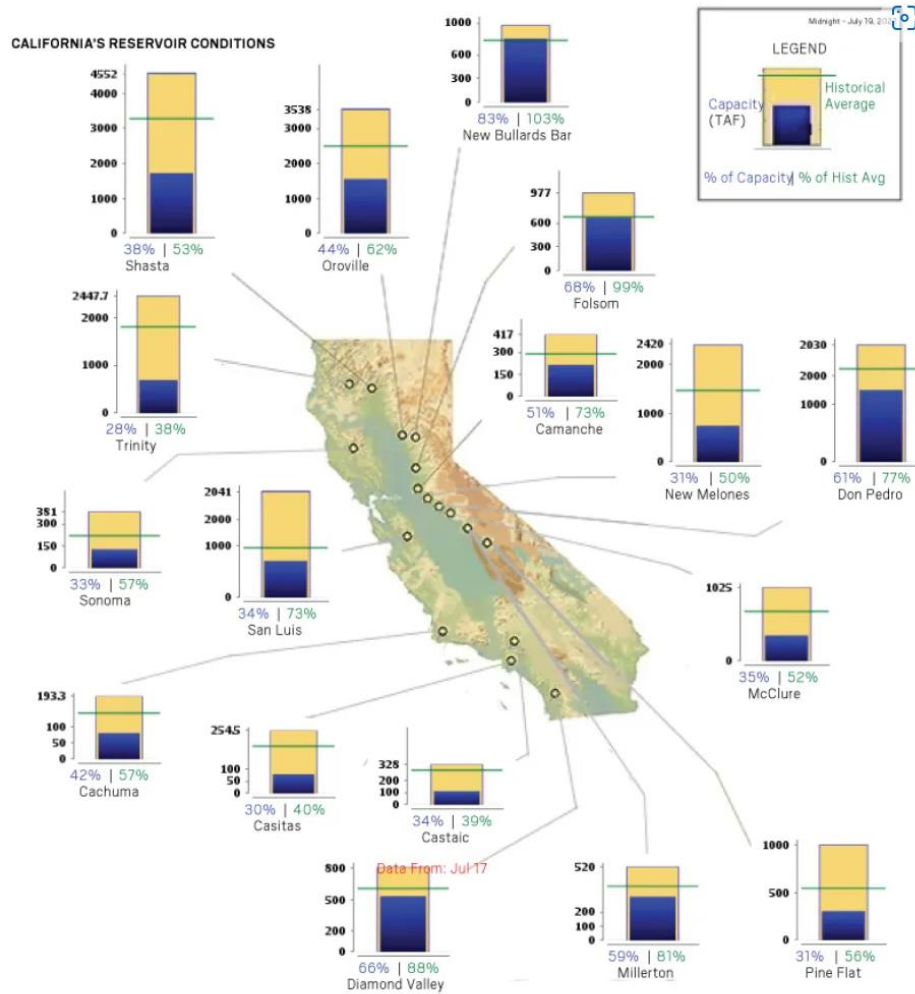 CALIFORNIA'S RESERVOIR CONDITIONS
Midnight - July 19,
LEGEND
Capacity
(TAF)
Historical
Average
% of Capacity | % of Hist Avg
4552
4000
3000
2000
1000
0
38% | 53%
Shasta
3538
3000
2000
1000
0
44% | 62%
Oroville
1000
600
300
0
83% | 103%
New Bullards Bar
977
600
300
0
68% | 99%
Folsom
2447.7
2000
1000
0
28% | 38%
Trinity
417
300
150
0
51% | 73%
Camanche
2420
2000
1000
0
31% | 50%
New Melones
2030
2000
1000
0
61% | 77%
Don Pedro
381
300
150
0
33% | 57%
Sonoma
2041
2000
1000
0
34% | 73%
San Luis
1025
0
35% | 52%
McClure
193.3
100
50
0
42% | 57%
Cachuma
254.5
100
50
0
30% | 40%
Casitas
328
200
100
0
34% | 39%
Castaic
Data From: Jul 17
800
500
200
0
66% | 88%
Diamond Valley
520
200
100
0
59% | 81%
Millerton
1000
500
0
31% | 56%
Pine Flat